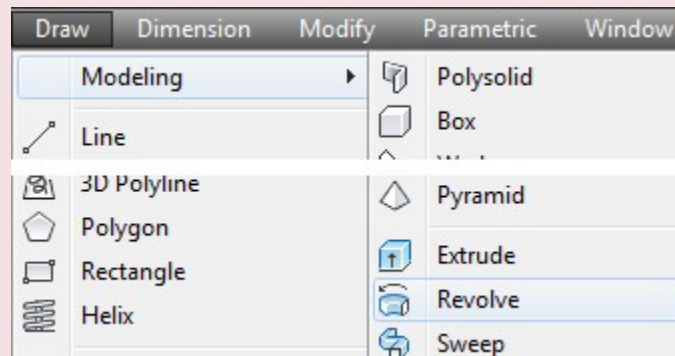 Draw Dimension Modify Parametric Window
Modeling
Line
3D Polyline
Polygon
Rectangle
Helix
Polysolid
Box
Pyramid
Extrude
Revolve
Sweep